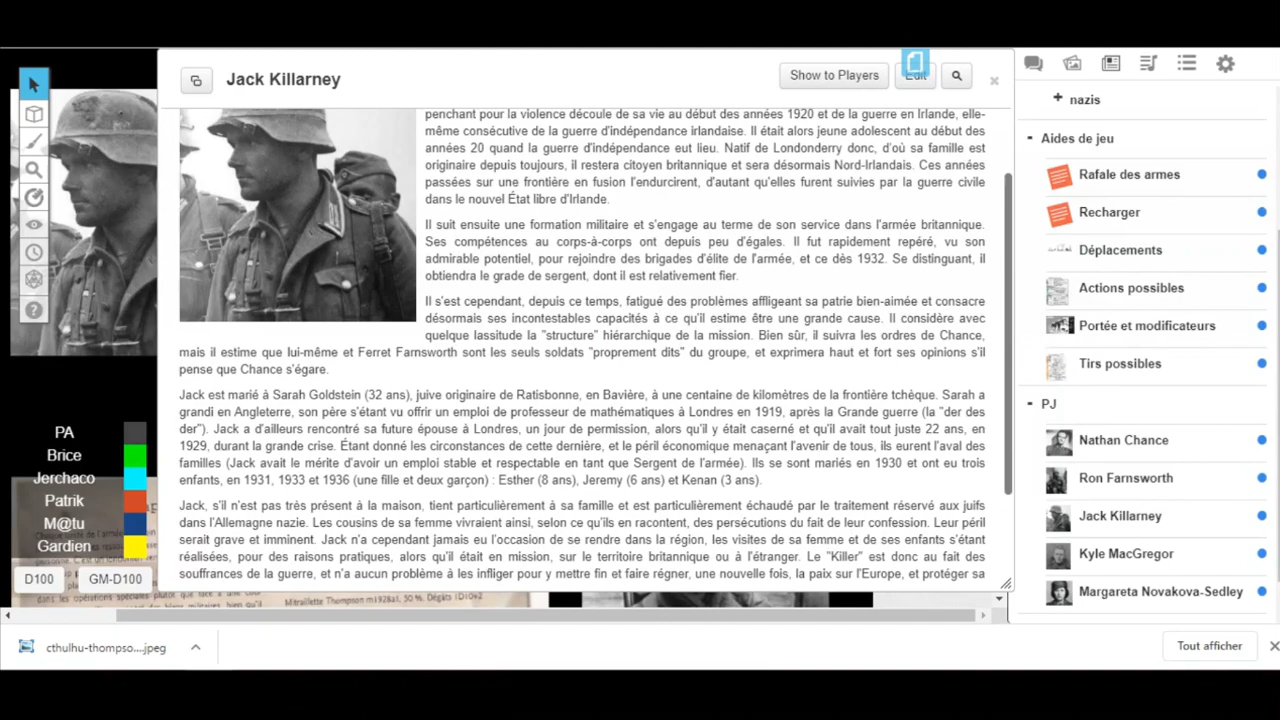 Jack Killarney
Show to Players
Edit
penchant pour la violence découle de sa vie au début des années 1920 et de la guerre en Irlande, elle-
même consécutive de la guerre d'indépendance irlandaise. Il était alors jeune adolescent au début des
années 20 quand la guerre d'indépendance eut lieu. Natif de Londonderry donc, d'où sa famille est
originaire depuis toujours, il restera citoyen britannique et sera désormais Nord-Irlandais. Ces années
passées sur une frontière en fusion l'endurcirent, d'autant qu'elles furent suivies par la guerre civile
dans le nouvel État libre d'Irlande.
Il suit ensuite une formation militaire et s'engage au terme de son service dans l'armée britannique.
Ses compétences au corps-à-corps ont depuis peu d'égales. Il fut rapidement repéré, vu son
admirable potentiel, pour rejoindre des brigades d'élite de l'armée, et ce dès 1932. Se distinguant, il
obtiendra le grade de sergent, dont il est relativement fier.
Il s'est cependant, depuis ce temps, fatigué des problèmes affligeant sa patrie bien-aimée et consacre
désormais ses incontestables capacités à ce qu'il estime être une grande cause. Il considère avec
quelque lassitude la "structure" hiérarchique de la mission. Bien sûr, il suivra les ordres de Chance,
mais il estime que lui-même et Ferret Farnsworth sont les seuls soldats "proprement dits" du groupe, et exprimera haut et fort ses opinions s'il
pense que Chance s'égare.
Jack est marié à Sarah Goldstein (32 ans), juive originaire de Ratisbonne, en Bavière, à une centaine de kilomètres de la frontière tchèque. Sarah a
grandi en Angleterre, son père s'étant vu offrir un emploi de professeur de mathématiques à Londres en 1919, après la Grande guerre (la "der des
der"). Jack a d'ailleurs rencontré sa future épouse à Londres, un jour de permission, alors qu'il y était caserné et qu'il avait tout juste 22 ans, en
1929, durant la grande crise. Étant donné les circonstances de cette dernière, et le péril économique menaçant l'avenir de tous, ils eurent l'aval des
familles (Jack avait le mérite d'avoir un emploi stable et respectable en tant que Sergent de l'armée). Ils se sont mariés en 1930 et ont eu trois
enfants, en 1931, 1933 et 1936 (une fille et deux garçon) : Esther (8 ans), Jeremy (6 ans) et Kenan (3 ans).
Jack, s'il n'est pas très présent à la maison, tient particulièrement à sa famille et est particulièrement échaudé par le traitement réservé aux juifs
dans l'Allemagne nazie. Les cousins de sa femme vivraient ainsi, selon ce qu'ils en racontent, des persécutions du fait de leur confession. Leur péril
serait grave et imminent. Jack n'a cependant jamais eu l'occasion de se rendre dans la région, les visites de sa femme et de ses enfants s'étant
réalisées, pour des raisons pratiques, alors qu'il était en mission, sur le territoire britannique ou à l'étranger. Le "Killer" est donc au fait des
souffrances de la guerre, et n'a aucun problème à les infliger pour y mettre fin et faire régner, une nouvelle fois, la paix sur l'Europe, et protéger sa
PA
Brice
Jerchaco
Patrik
M@tu
Gardien
D100
GM-D100
dans les opérations spéciales plutôt que face à une
Mitraillette Thompson m1928a1, 50 %. Dégâts 1D10+2
+ nazis
- Aides de jeu
Rafale des armes
Recharger
Déplacements
Actions possibles
Portée et modificateurs
Tirs possibles
- PJ
Nathan Chance
Ron Farnsworth
Jack Killarney
Kyle MacGregor
Margareta Novakova-Sedley
cthulhu-thompso....jpeg
Tout afficher